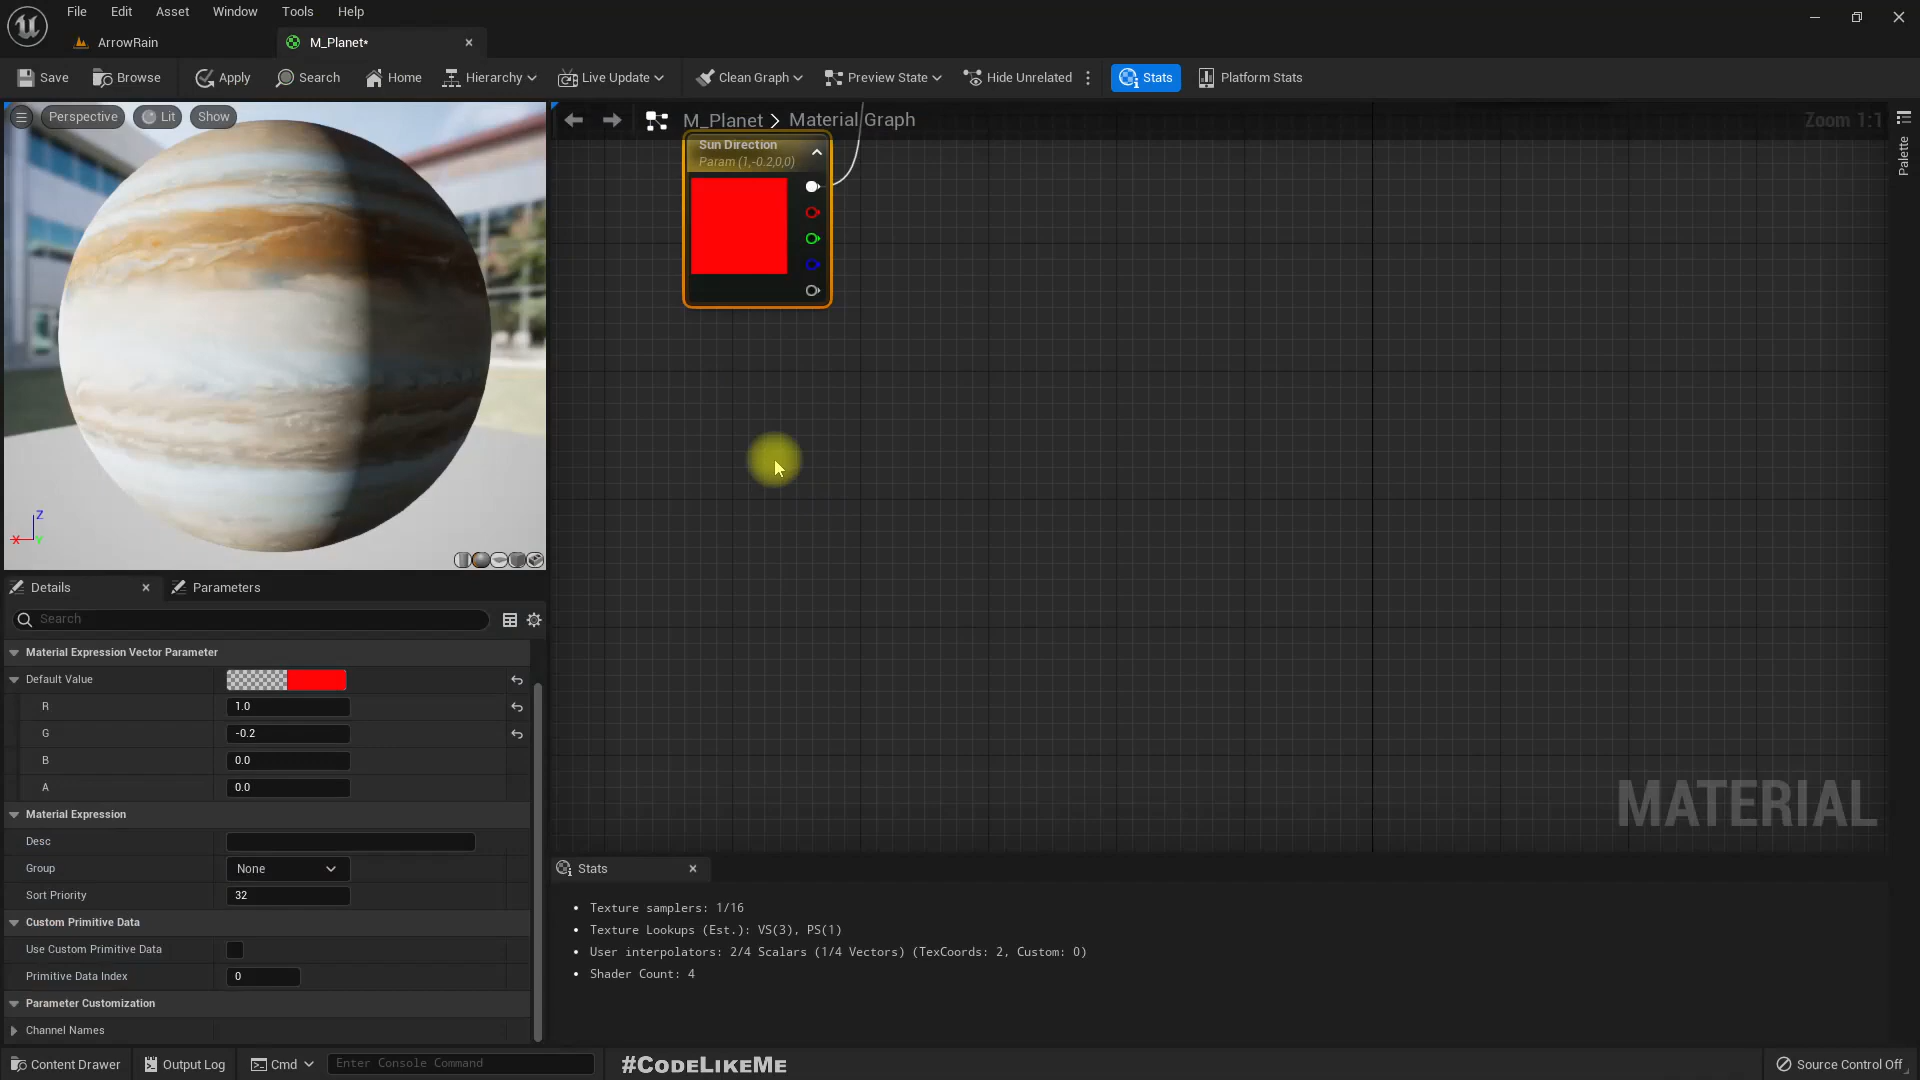 File Edit Asset Window Tools Help
ArrowRain
M_Planet*
Save Browse Apply Search Home Hierarchy Live Update Clean Graph Preview State Hide Unrelated Stats Platform Stats
Perspective Lit Show
M_Planet > Material Graph
Zoom 1:1
Palette
Sun Direction
Param (1,-0.2,0,0)
Z
X
Y
MATERIAL
Details Parameters
Search
Material Expression Vector Parameter
Default Value
R 1.0
G -0.2
B 0.0
A 0.0
Material Expression
Desc
Group None
Sort Priority 32
Custom Primitive Data
Use Custom Primitive Data
Primitive Data Index 0
Parameter Customization
Channel Names
Stats
Texture samplers: 1/16
Texture Lookups (Est.): VS(3), PS(1)
User interpolators: 2/4 Scalars (1/4 Vectors) (TexCoords: 2, Custom: 0)
Shader Count: 4
Content Drawer Output Log Cmd Enter Console Command #CodeLikeMe Source Control Off